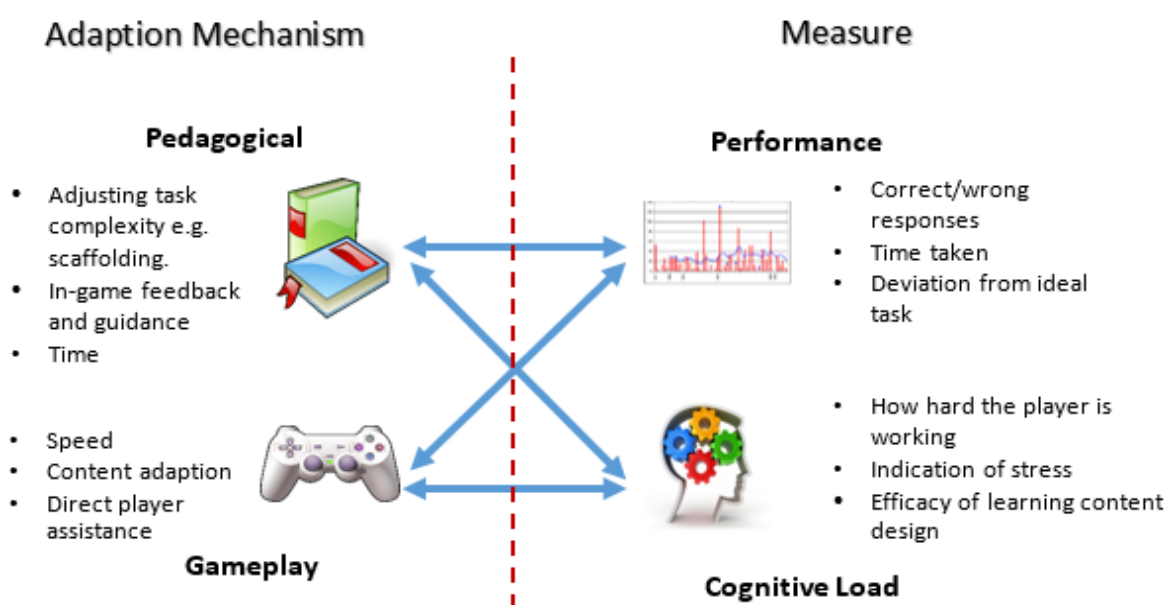 Adaption Mechanism
Measure
Pedagogical
• Adjusting task
complexity e.g.
scaffolding.
• In-game feedback
and guidance
• Time
Performance
• Correct/wrong
responses
• Time taken
• Deviation from ideal
task
• Speed
• Content adaption
• Direct player
assistance
Gameplay
• How hard the player is
working
• Indication of stress
• Efficacy of learning content
design
Cognitive Load